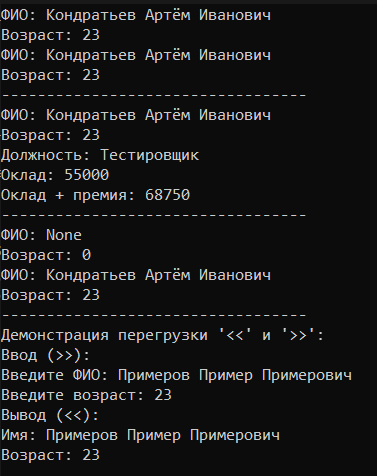 ФИО: Кондратьев Артём Иванович
Возраст: 23
ФИО: Кондратьев Артём Иванович
Возраст: 23
----------------------------------
ФИО: Кондратьев Артём Иванович
Возраст: 23
Должность: Тестировщик
Оклад: 55000
Оклад + премия: 68750
----------------------------------
ФИО: None
Возраст: 0
ФИО: Кондратьев Артём Иванович
Возраст: 23
----------------------------------
Демонстрация перегрузки '<<' и '>>':
Ввод (>>):
Введите ФИО: Примеров Пример Примерович
Введите возраст: 23
Вывод (<<):
Имя: Примеров Пример Примерович
Возраст: 23